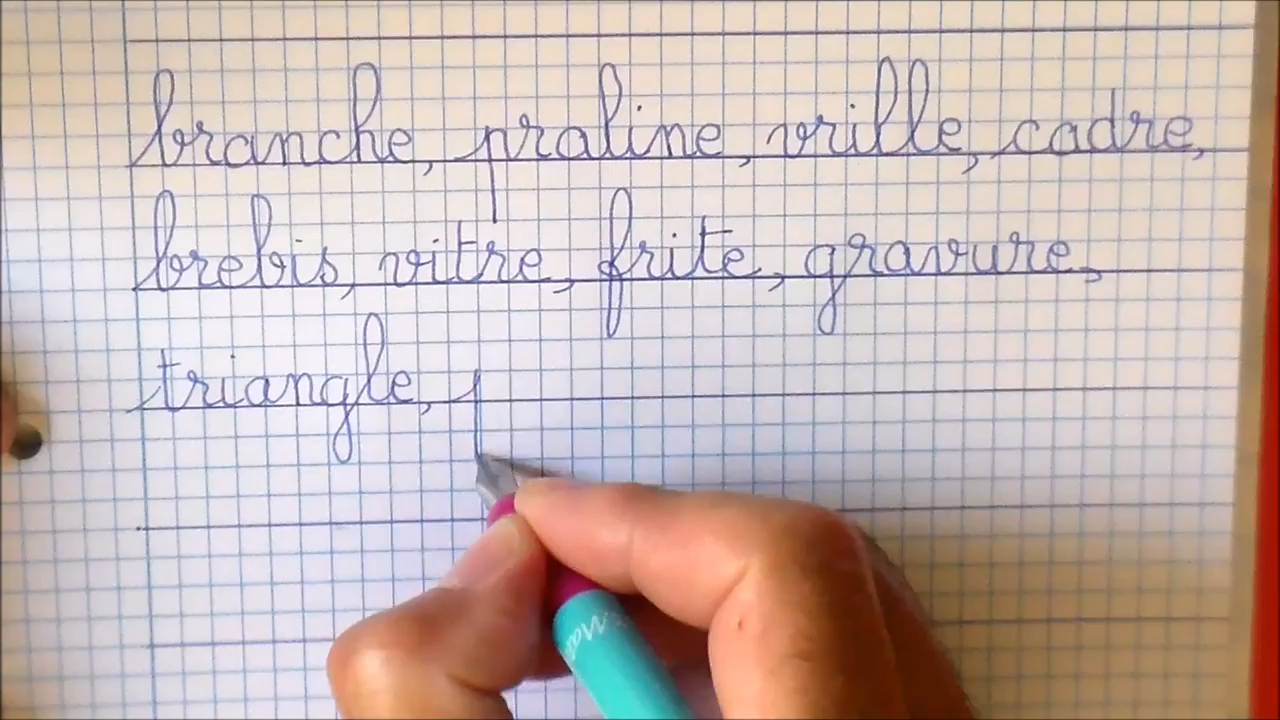 branche, praline, vrille, cadre,
brebis, vitre, frite, gravure,
triangle,